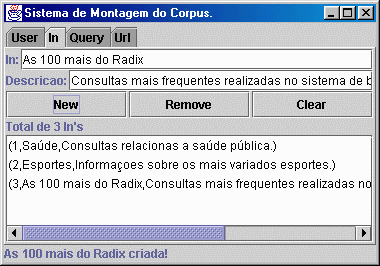 Sistema de Montagem do Corpus.
User In Query Url
In: As 100 mais do Radix
Descricao: Consultas mais frequentes realizadas no sistema de b
New Remove Clear
Total de 3 In's
(1,Saúde,Consultas relacionas a saúde pública.)
(2,Esportes,Informaçoes sobre os mais variados esportes.)
(3,As 100 mais do Radix,Consultas mais frequentes realizadas no
As 100 mais do Radix criada!